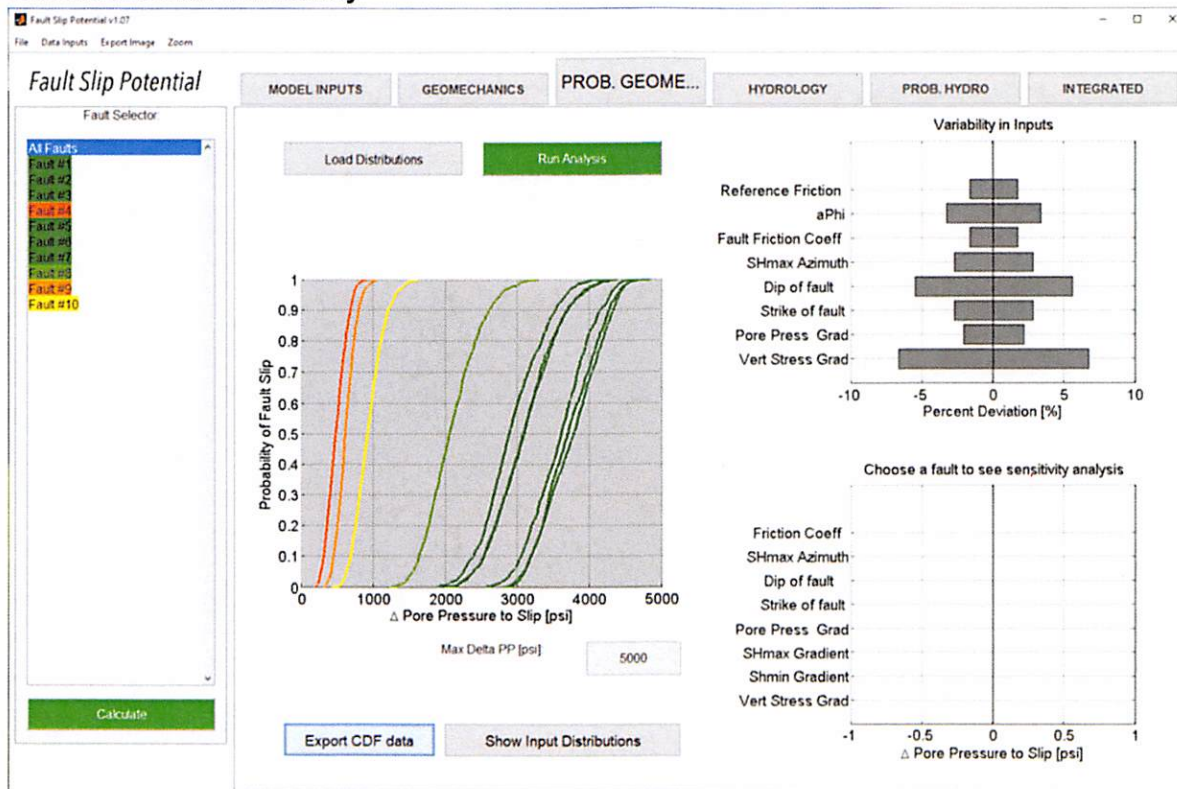 Fault Slip Potential v1.07
File Data Inputs Export Image Zoom
Fault Slip Potential
MODEL INPUTS
GEOMECHANICS
PROB. GEOME...
HYDROLOGY
PROB. HYDRO
INTEGRATED
Fault Selector
All Faults
Fault #1
Fault #2
Fault #3
Fault #4
Fault #5
Fault #6
Fault #7
Fault #8
Fault #9
Fault #10
Calculate
Load Distributions
Run Analysis
Probability of Fault Slip
1
0.9
0.8
0.7
0.6
0.5
0.4
0.3
0.2
0.1
0
0 1000 2000 3000 4000 5000
Δ Pore Pressure to Slip [psi]
Max Delta PP [psi]
5000
Export CDF data
Show Input Distributions
Variability in Inputs
Reference Friction
aPhi
Fault Friction Coeff
SHmax Azimuth
Dip of fault
Strike of fault
Pore Press Grad
Vert Stress Grad
-10 -5 0 5 10
Percent Deviation [%]
Choose a fault to see sensitivity analysis
Friction Coeff
SHmax Azimuth
Dip of fault
Strike of fault
Pore Press Grad
SHmax Gradient
Shmin Gradient
Vert Stress Grad
-1 -0.5 0 0.5 1
Δ Pore Pressure to Slip [psi]